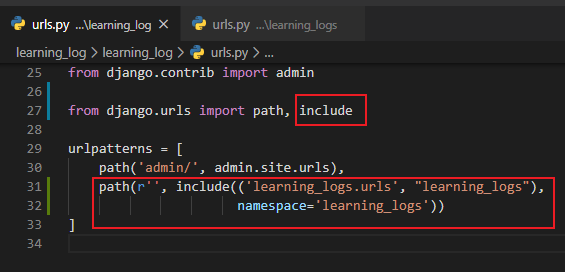 urls.py ...\learning_log ×
urls.py ...\learning_logs
learning_log > learning_log > urls.py > ...
25 from django.contrib import admin
26
27 from django.urls import path, include
28
29 urlpatterns = [
30     path('admin/', admin.site.urls),
31     path(r'', include(('learning_logs.urls', "learning_logs"),
32                       namespace='learning_logs'))
33 ]
34